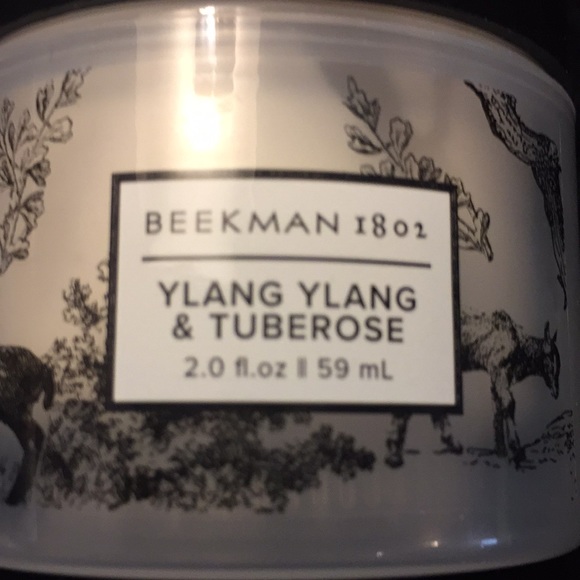 BEEKMAN 1802
YLANG YLANG
& TUBEROSE
2.0 fl.oz || 59 mL